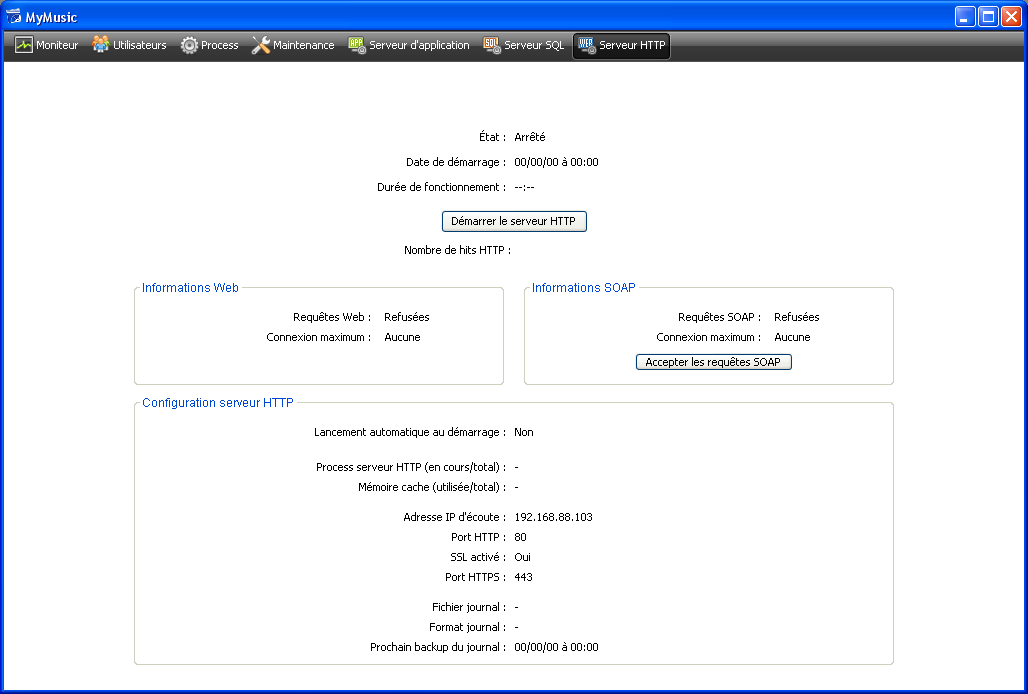 MyMusic
Moniteur Utilisateurs Process Maintenance APP Serveur d'application SQL Serveur SQL WEB Serveur HTTP
État : Arrêté
Date de démarrage : 00/00/00 à 00:00
Durée de fonctionnement : --:--
Démarrer le serveur HTTP
Nombre de hits HTTP :
Informations Web
Requêtes Web : Refusées
Connexion maximum : Aucune
Informations SOAP
Requêtes SOAP : Refusées
Connexion maximum : Aucune
Accepter les requêtes SOAP
Configuration serveur HTTP
Lancement automatique au démarrage : Non
Process serveur HTTP (en cours/total) : -
Mémoire cache (utilisée/total) : -
Adresse IP d'écoute : 192.168.88.103
Port HTTP : 80
SSL activé : Oui
Port HTTPS : 443
Fichier journal : -
Format journal : -
Prochain backup du journal : 00/00/00 à 00:00